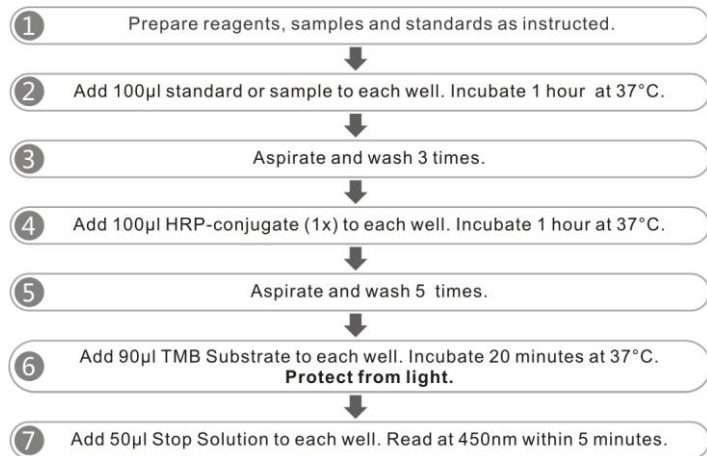 1 Prepare reagents, samples and standards as instructed.
2 Add 100μl standard or sample to each well. Incubate 1 hour at 37°C.
3 Aspirate and wash 3 times.
4 Add 100μl HRP-conjugate (1x) to each well. Incubate 1 hour at 37°C.
5 Aspirate and wash 5 times.
6 Add 90μl TMB Substrate to each well. Incubate 20 minutes at 37°C.
Protect from light.
7 Add 50μl Stop Solution to each well. Read at 450nm within 5 minutes.